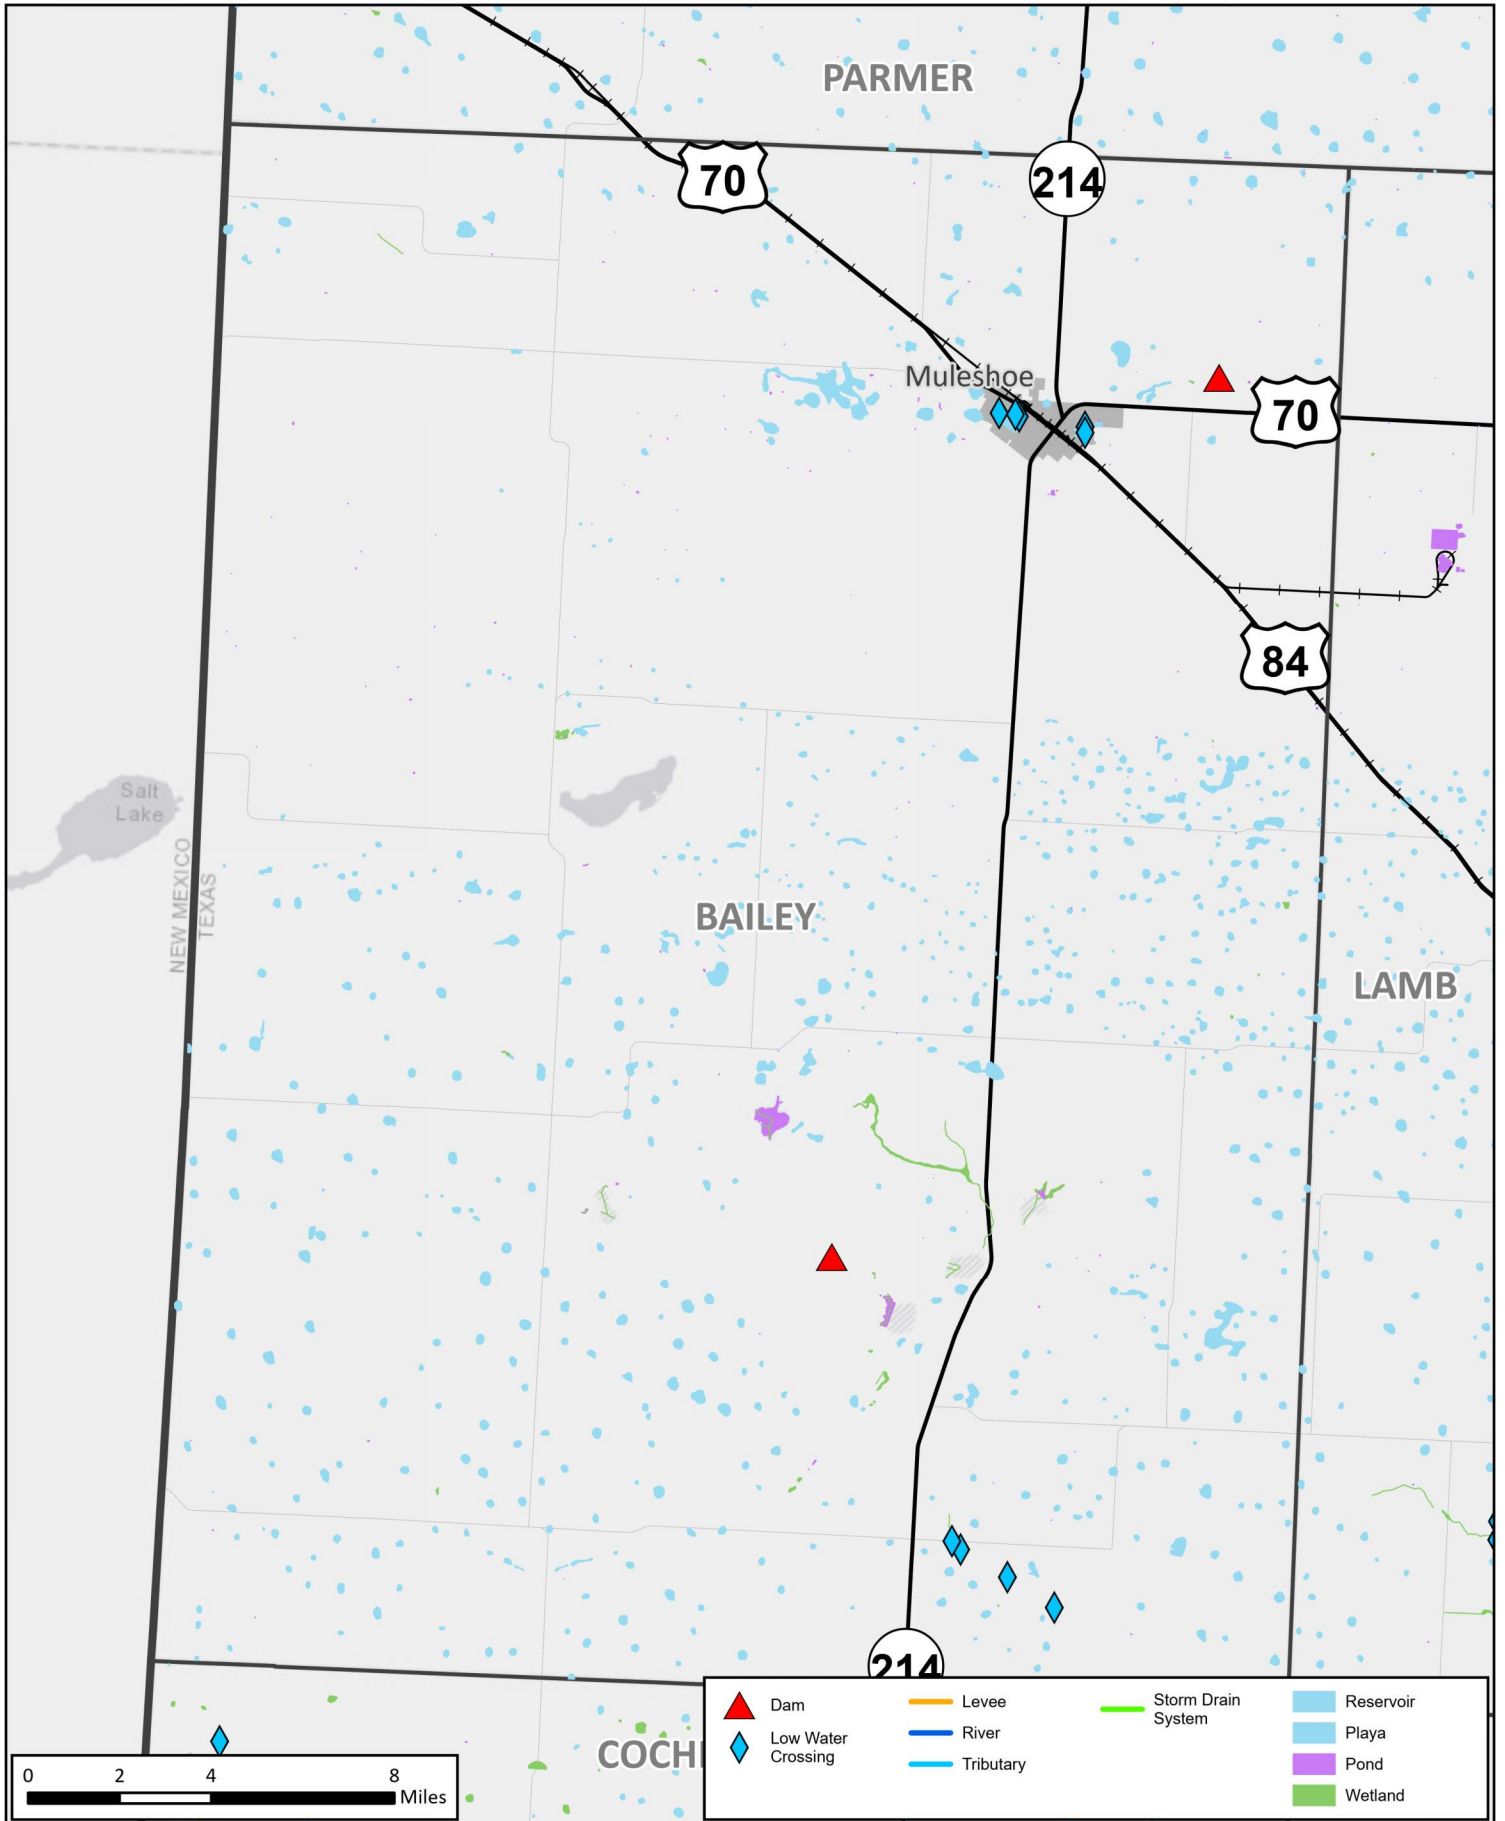 PARMER
70
214
Muleshoe
70
84
Salt
Lake
NEW MEXICO
TEXAS
BAILEY
LAMB
214
COCH
Dam
Low Water
Crossing
Levee
River
Tributary
Storm Drain
System
Reservoir
Playa
Pond
Wetland
0 2 4 8
Miles